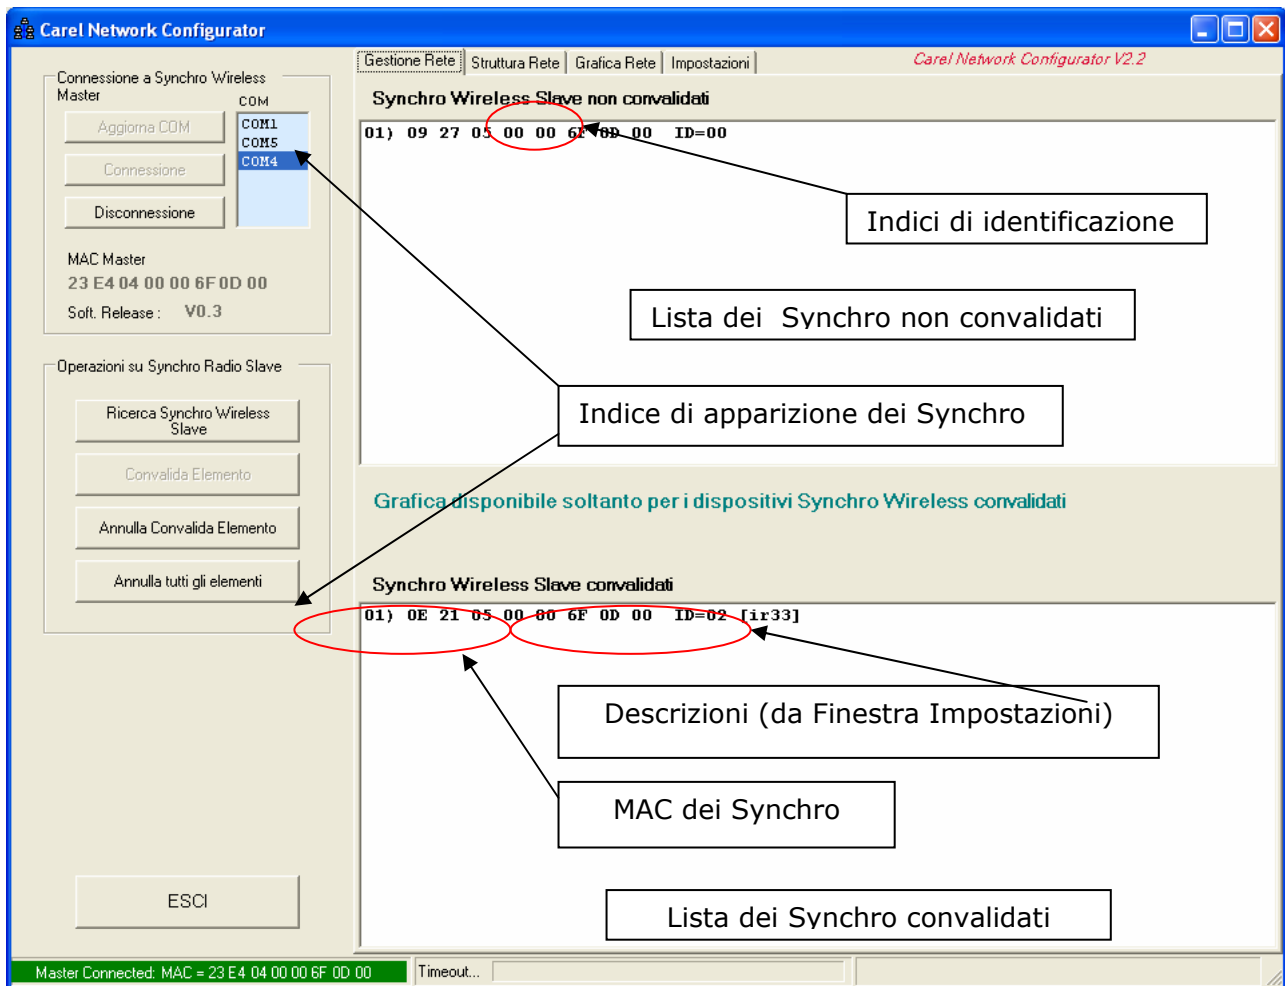 Carel Network Configurator
Connessione a Synchro Wireless
Master
COM
Aggiorna COM
Connessione
Disconnessione
COM1
COM5
COM4
MAC Master
23 E4 04 00 00 6F 0D 00
Soft. Release : V0.3
Operazioni su Synchro Radio Slave
Ricerca Synchro Wireless
Slave
Convalida Elemento
Annulla Convalida Elemento
Annulla tutti gli elementi
ESCI
Gestione Rete Struttura Rete Grafica Rete Impostazioni
Carel Network Configurator V2.2
Synchro Wireless Slave non convalidati
01) 09 27 05 00 00 6F 0D 00 ID=00
Indici di identificazione
Lista dei Synchro non convalidati
Indice di apparizione dei Synchro
Grafica disponibile soltanto per i dispositivi Synchro Wireless convalidati
Synchro Wireless Slave convalidati
01) 0E 21 05 00 00 6F 0D 00 ID=02 [ir33]
Descrizioni (da Finestra Impostazioni)
MAC dei Synchro
Lista dei Synchro convalidati
Master Connected: MAC = 23 E4 04 00 00 6F 0D 00
Timeout...